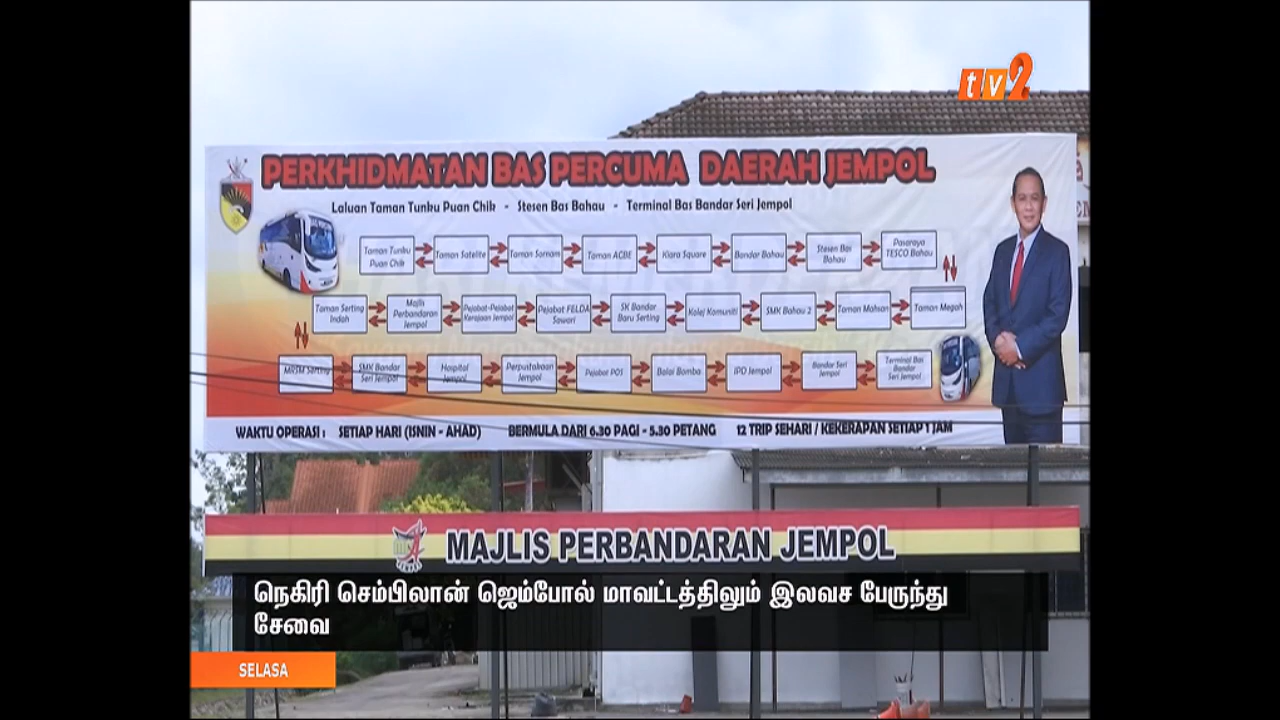 tv2
PERKHIDMATAN BAS PERCUMA DAERAH JEMPOL
Laluan Taman Tunku Puan Chik - Stesen Bas Bahau - Terminal Bas Bandar Seri Jempol
Taman Tunku Puan Chik
Taman Satelite
Taman Sornam
Taman ACBE
Kiara Square
Bandar Bahau
Stesen Bas Bahau
Pasaraya TESCO Bahau
Taman Serting Indah
Majlis Perbandaran Jempol
Pejabat-Pejabat Kerajaan Jempol
Pejabat FELDA Sawari
SK Bandar Baru Serting
Kolej Komuniti
SMK Bahau 2
Taman Mahsan
Taman Megah
MRSM Serting
SMK Bandar Seri Jempol
Hospital Jempol
Perpustakaan Jempol
Pejabat POS
Balai Bomba
IPD Jempol
Bandar Seri Jempol
Terminal Bas Bandar Seri Jempol
WAKTU OPERASI : SETIAP HARI (ISNIN - AHAD) BERMULA DARI 6.30 PAGI - 5.30 PETANG 12 TRIP SEHARI / KEKERAPAN SETIAP 1 JAM
MAJLIS PERBANDARAN JEMPOL
நெகிரி செம்பிலான் ஜெம்போல் மாவட்டத்திலும் இலவச பேருந்து
சேவை
SELASA